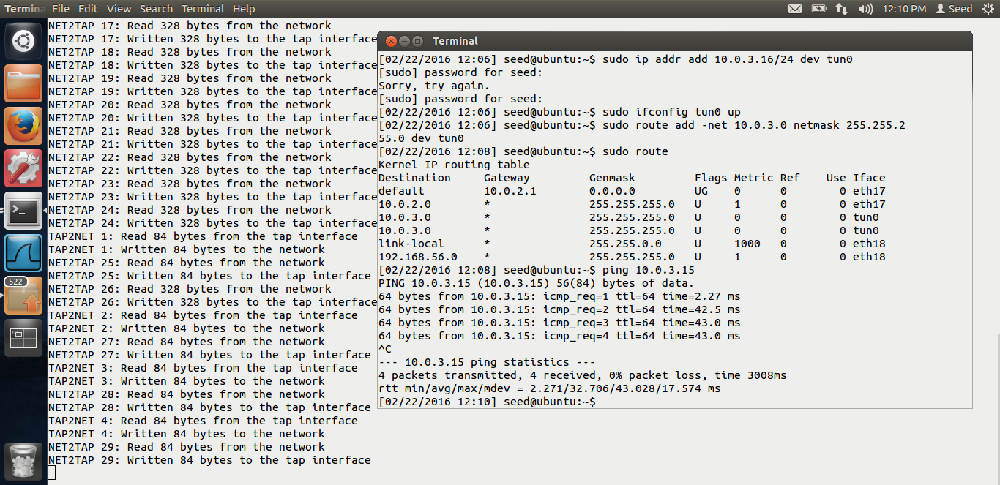 Termina File Edit View Search Terminal Help 12:10 PM Seed
NET2TAP 17: Read 328 bytes from the network
NET2TAP 17: Written 328 bytes to the tap interface
NET2TAP 18: Read 328 bytes from the network
NET2TAP 18: Written 328 bytes to the tap interface
NET2TAP 19: Read 328 bytes from the network
NET2TAP 19: Written 328 bytes to the tap interface
NET2TAP 20: Read 328 bytes from the network
NET2TAP 20: Written 328 bytes to the tap interface
NET2TAP 21: Read 328 bytes from the network
NET2TAP 21: Written 328 bytes to the tap interface
NET2TAP 22: Read 328 bytes from the network
NET2TAP 22: Written 328 bytes to the tap interface
NET2TAP 23: Read 328 bytes from the network
NET2TAP 23: Written 328 bytes to the tap interface
NET2TAP 24: Read 328 bytes from the network
NET2TAP 24: Written 328 bytes to the tap interface
TAP2NET 1: Read 84 bytes from the tap interface
TAP2NET 1: Written 84 bytes to the network
NET2TAP 25: Read 84 bytes from the network
NET2TAP 25: Written 84 bytes to the tap interface
NET2TAP 26: Read 328 bytes from the network
NET2TAP 26: Written 328 bytes to the tap interface
TAP2NET 2: Read 84 bytes from the tap interface
TAP2NET 2: Written 84 bytes to the network
NET2TAP 27: Read 84 bytes from the network
NET2TAP 27: Written 84 bytes to the tap interface
TAP2NET 3: Read 84 bytes from the tap interface
TAP2NET 3: Written 84 bytes to the network
NET2TAP 28: Read 84 bytes from the network
NET2TAP 28: Written 84 bytes to the tap interface
TAP2NET 4: Read 84 bytes from the tap interface
TAP2NET 4: Written 84 bytes to the network
NET2TAP 29: Read 84 bytes from the network
NET2TAP 29: Written 84 bytes to the tap interface
522
Terminal
[02/22/2016 12:06] seed@ubuntu:~$ sudo ip addr add 10.0.3.16/24 dev tun0
[sudo] password for seed:
Sorry, try again.
[sudo] password for seed:
[02/22/2016 12:06] seed@ubuntu:~$ sudo ifconfig tun0 up
[02/22/2016 12:06] seed@ubuntu:~$ sudo route add -net 10.0.3.0 netmask 255.255.2
55.0 dev tun0
[02/22/2016 12:08] seed@ubuntu:~$ sudo route
Kernel IP routing table
Destination Gateway Genmask Flags Metric Ref Use Iface
default 10.0.2.1 0.0.0.0 UG 0 0 0 eth17
10.0.2.0 * 255.255.255.0 U 1 0 0 eth17
10.0.3.0 * 255.255.255.0 U 0 0 0 tun0
10.0.3.0 * 255.255.255.0 U 0 0 0 tun0
link-local * 255.255.0.0 U 1000 0 0 eth18
192.168.56.0 * 255.255.255.0 U 1 0 0 eth18
[02/22/2016 12:08] seed@ubuntu:~$ ping 10.0.3.15
PING 10.0.3.15 (10.0.3.15) 56(84) bytes of data.
64 bytes from 10.0.3.15: icmp_req=1 ttl=64 time=2.27 ms
64 bytes from 10.0.3.15: icmp_req=2 ttl=64 time=42.5 ms
64 bytes from 10.0.3.15: icmp_req=3 ttl=64 time=43.0 ms
64 bytes from 10.0.3.15: icmp_req=4 ttl=64 time=43.0 ms
^C
--- 10.0.3.15 ping statistics ---
4 packets transmitted, 4 received, 0% packet loss, time 3008ms
rtt min/avg/max/mdev = 2.271/32.706/43.028/17.574 ms
[02/22/2016 12:10] seed@ubuntu:~$